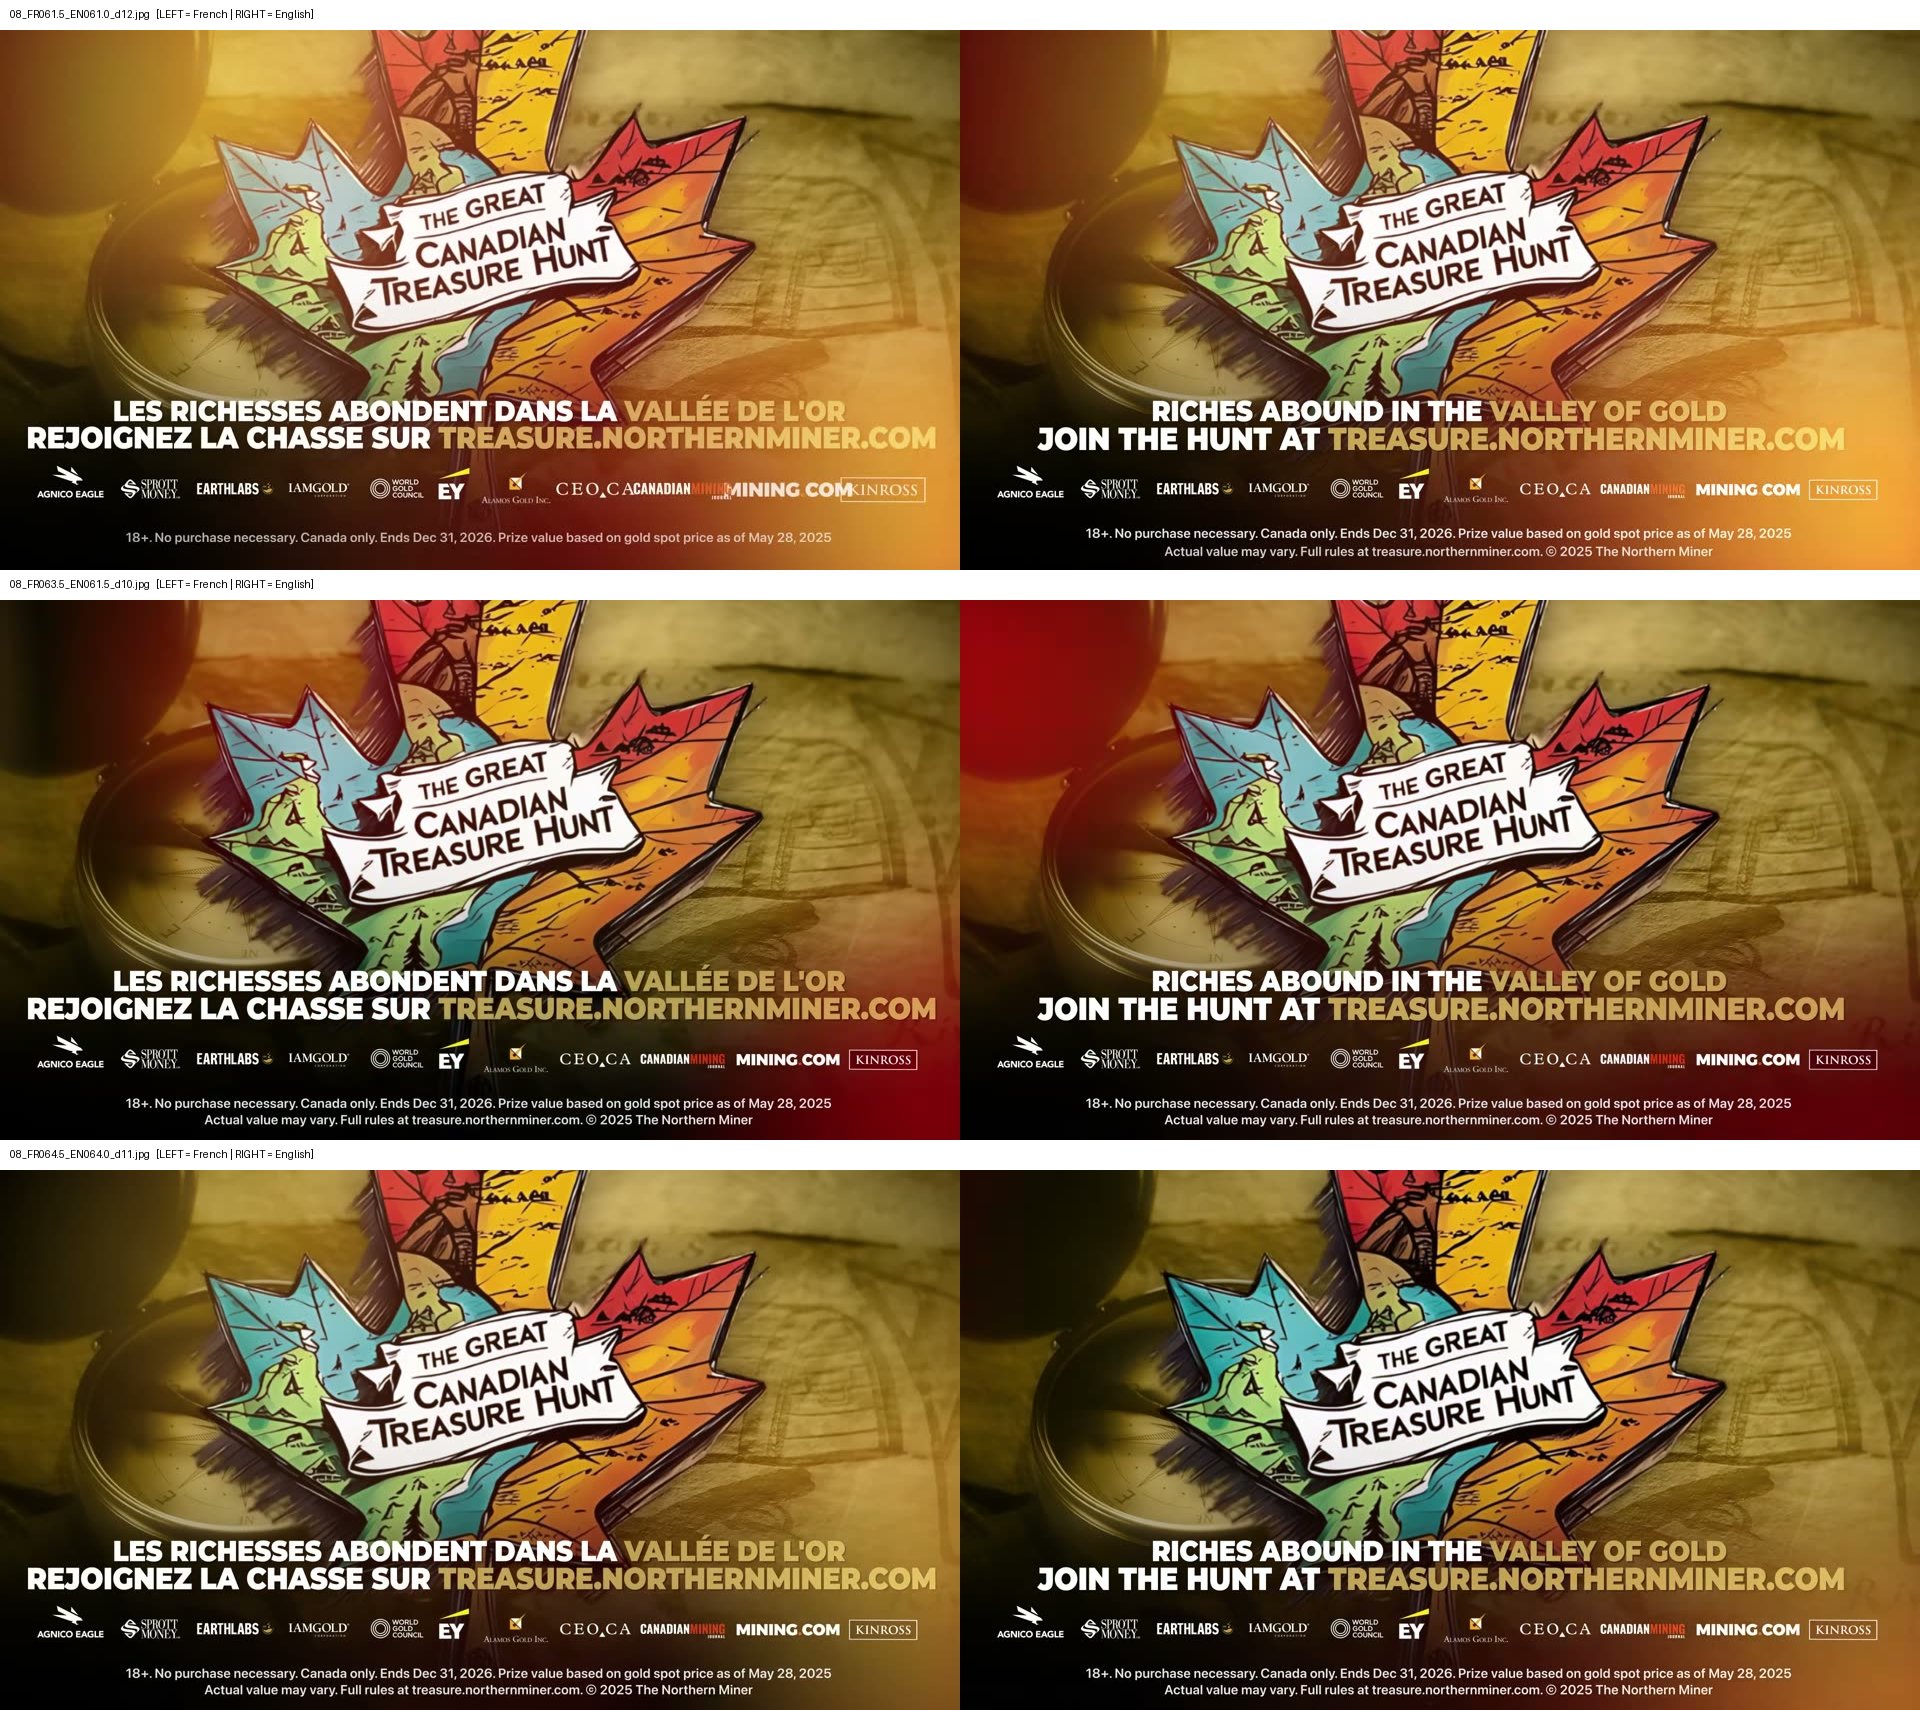 08_FR061.5_EN061.0_d12.jpg [LEFT = French | RIGHT = English]
THE GREAT
CANADIAN
TREASURE HUNT
LES RICHESSES ABONDENT DANS LA VALLÉE DE L'OR
REJOIGNEZ LA CHASSE SUR TREASURE.NORTHERNMINER.COM
AGNICO EAGLE
SPROTT MONEY
EARTHLABS
IAMGOLD CORPORATION
WORLD GOLD COUNCIL
EY
ALAMOS GOLD INC.
CEO.CA
CANADIAN MINING JOURNAL
MINING.COM
KINROSS
18+. No purchase necessary. Canada only. Ends Dec 31, 2026. Prize value based on gold spot price as of May 28, 2025
THE GREAT
CANADIAN
TREASURE HUNT
RICHES ABOUND IN THE VALLEY OF GOLD
JOIN THE HUNT AT TREASURE.NORTHERNMINER.COM
AGNICO EAGLE
SPROTT MONEY
EARTHLABS
IAMGOLD CORPORATION
WORLD GOLD COUNCIL
EY
ALAMOS GOLD INC.
CEO.CA
CANADIAN MINING JOURNAL
MINING.COM
KINROSS
18+. No purchase necessary. Canada only. Ends Dec 31, 2026. Prize value based on gold spot price as of May 28, 2025
Actual value may vary. Full rules at treasure.northernminer.com. © 2025 The Northern Miner
08_FR063.5_EN061.5_d10.jpg [LEFT = French | RIGHT = English]
THE GREAT
CANADIAN
TREASURE HUNT
LES RICHESSES ABONDENT DANS LA VALLÉE DE L'OR
REJOIGNEZ LA CHASSE SUR TREASURE.NORTHERNMINER.COM
AGNICO EAGLE
SPROTT MONEY
EARTHLABS
IAMGOLD CORPORATION
WORLD GOLD COUNCIL
EY
ALAMOS GOLD INC.
CEO.CA
CANADIAN MINING JOURNAL
MINING.COM
KINROSS
18+. No purchase necessary. Canada only. Ends Dec 31, 2026. Prize value based on gold spot price as of May 28, 2025
Actual value may vary. Full rules at treasure.northernminer.com. © 2025 The Northern Miner
THE GREAT
CANADIAN
TREASURE HUNT
RICHES ABOUND IN THE VALLEY OF GOLD
JOIN THE HUNT AT TREASURE.NORTHERNMINER.COM
AGNICO EAGLE
SPROTT MONEY
EARTHLABS
IAMGOLD CORPORATION
WORLD GOLD COUNCIL
EY
ALAMOS GOLD INC.
CEO.CA
CANADIAN MINING JOURNAL
MINING.COM
KINROSS
18+. No purchase necessary. Canada only. Ends Dec 31, 2026. Prize value based on gold spot price as of May 28, 2025
Actual value may vary. Full rules at treasure.northernminer.com. © 2025 The Northern Miner
08_FR064.5_EN064.0_d11.jpg [LEFT = French | RIGHT = English]
THE GREAT
CANADIAN
TREASURE HUNT
LES RICHESSES ABONDENT DANS LA VALLÉE DE L'OR
REJOIGNEZ LA CHASSE SUR TREASURE.NORTHERNMINER.COM
AGNICO EAGLE
SPROTT MONEY
EARTHLABS
IAMGOLD CORPORATION
WORLD GOLD COUNCIL
EY
ALAMOS GOLD INC.
CEO.CA
CANADIAN MINING JOURNAL
MINING.COM
KINROSS
18+. No purchase necessary. Canada only. Ends Dec 31, 2026. Prize value based on gold spot price as of May 28, 2025
Actual value may vary. Full rules at treasure.northernminer.com. © 2025 The Northern Miner
THE GREAT
CANADIAN
TREASURE HUNT
RICHES ABOUND IN THE VALLEY OF GOLD
JOIN THE HUNT AT TREASURE.NORTHERNMINER.COM
AGNICO EAGLE
SPROTT MONEY
EARTHLABS
IAMGOLD CORPORATION
WORLD GOLD COUNCIL
EY
ALAMOS GOLD INC.
CEO.CA
CANADIAN MINING JOURNAL
MINING.COM
KINROSS
18+. No purchase necessary. Canada only. Ends Dec 31, 2026. Prize value based on gold spot price as of May 28, 2025
Actual value may vary. Full rules at treasure.northernminer.com. © 2025 The Northern Miner